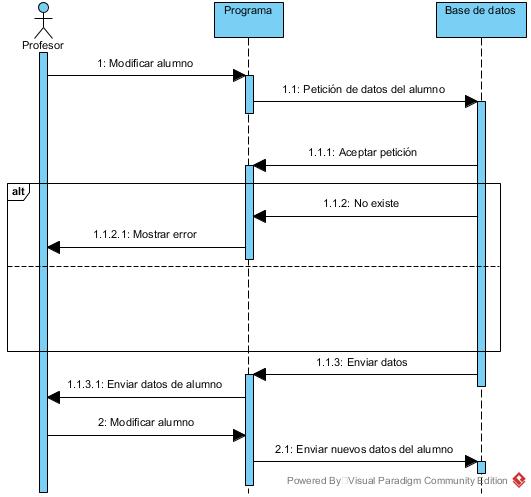 Profesor
Programa
Base de datos
1: Modificar alumno
1.1: Petición de datos del alumno
1.1.1: Aceptar petición
alt
1.1.2: No existe
1.1.2.1: Mostrar error
1.1.3: Enviar datos
1.1.3.1: Enviar datos de alumno
2: Modificar alumno
2.1: Enviar nuevos datos del alumno
Powered By Visual Paradigm Community Edition